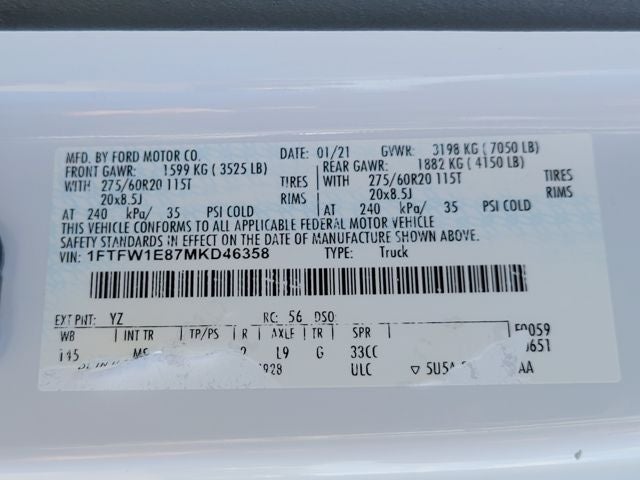 MFD. BY FORD MOTOR CO. DATE: 01/21 GVWR: 3198 KG ( 7050 LB)
FRONT GAWR: 1599 KG ( 3525 LB) REAR GAWR: 1882 KG ( 4150 LB)
WITH 275/60R20 115T TIRES WITH 275/60R20 115T TIRES
20x8.5J RIMS 20x8.5J RIMS
AT 240 kPa/ 35 PSI COLD AT 240 kPa/ 35 PSI COLD
THIS VEHICLE CONFORMS TO ALL APPLICABLE FEDERAL MOTOR VEHICLE
SAFETY STANDARDS IN EFFECT ON THE DATE OF MANUFACTURE SHOWN ABOVE.
VIN: 1FTFW1E87MKD46358 TYPE: Truck
EXT PNT: YZ RC: 56 DSO:
WB INT TR TP/PS R AXLE TR SPR
145 L9 G 33CC
ULC ▽ SU5A